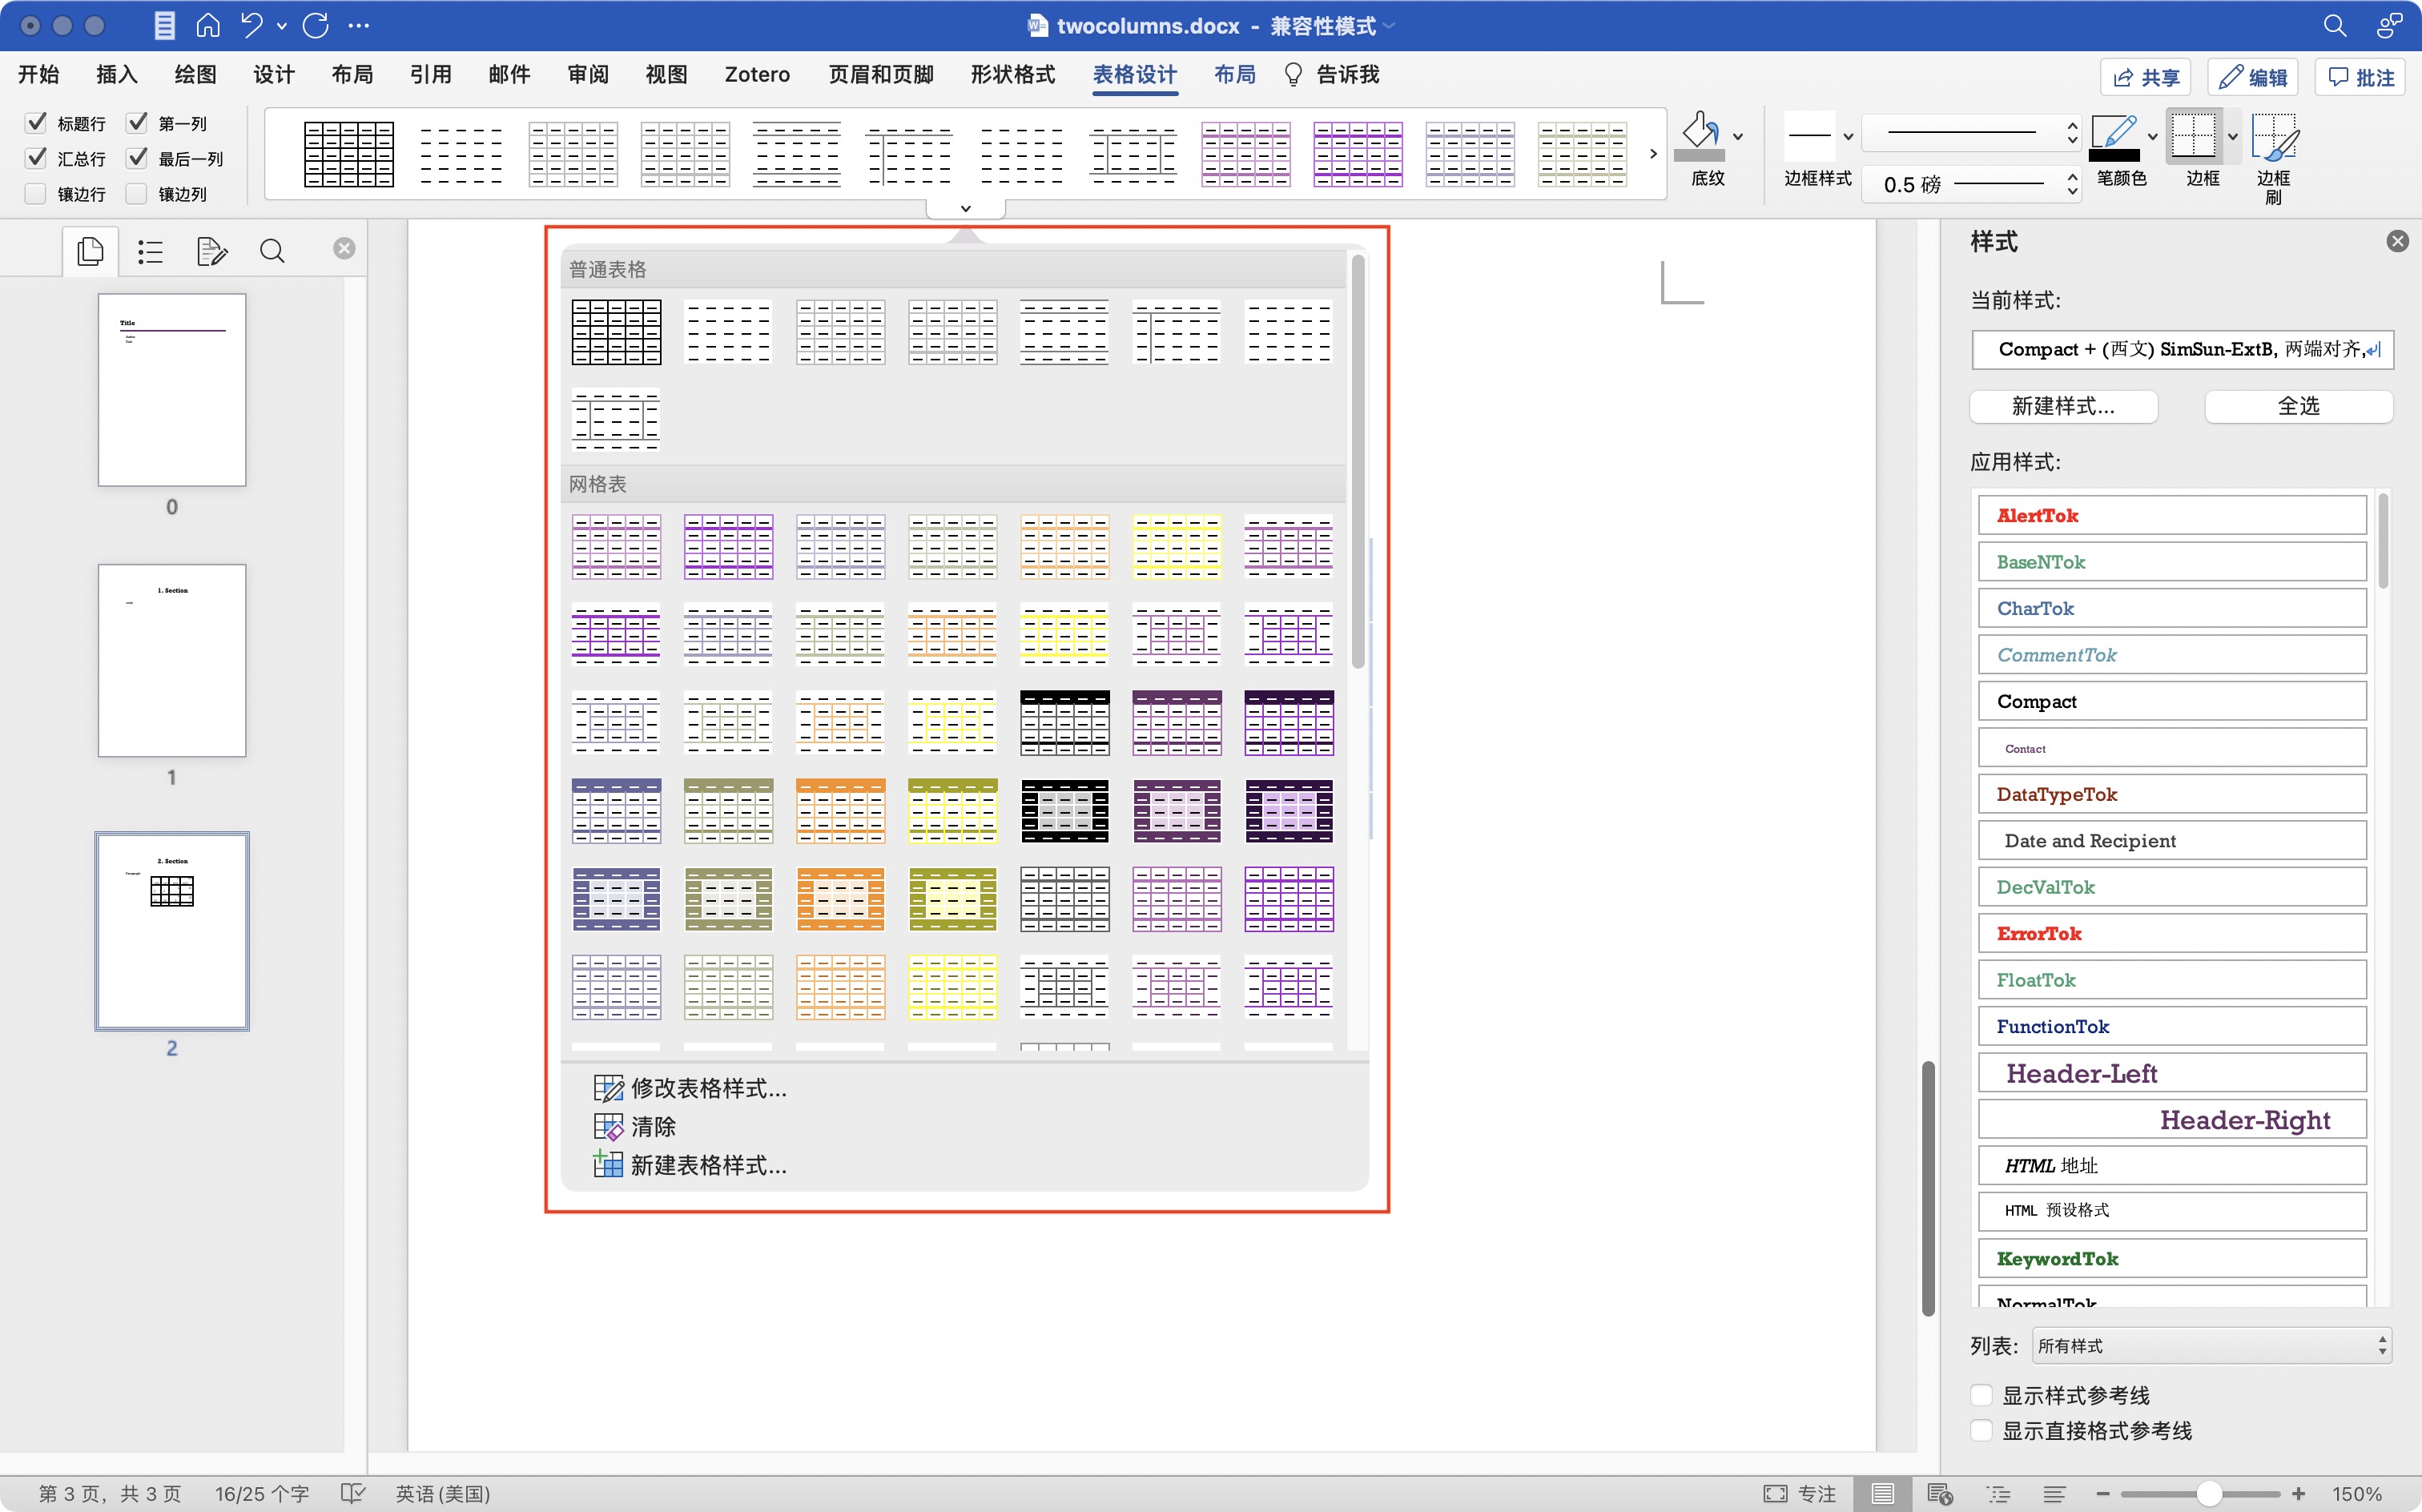 twocolumns.docx - 兼容性模式
开始 插入 绘图 设计 布局 引用 邮件 审阅 视图 Zotero 页眉和页脚 形状格式 表格设计 布局 告诉我 共享 编辑 批注
标题行 第一列
汇总行 最后一列
镶边行 镶边列
底纹 边框样式 0.5 磅 笔颜色 边框 边框刷
Title
0
1. Section
1
2. Section
Paragraph
2
普通表格
网格表
修改表格样式...
清除
新建表格样式...
样式
当前样式:
Compact + (西文) SimSun-ExtB, 两端对齐,
新建样式... 全选
应用样式:
AlertTok
BaseNTok
CharTok
CommentTok
Compact
Contact
DataTypeTok
Date and Recipient
DecValTok
ErrorTok
FloatTok
FunctionTok
Header-Left
Header-Right
HTML 地址
HTML 预设格式
KeywordTok
NormalTok
列表: 所有样式
显示样式参考线
显示直接格式参考线
第 3 页，共 3 页 16/25 个字 英语(美国) 专注 150%